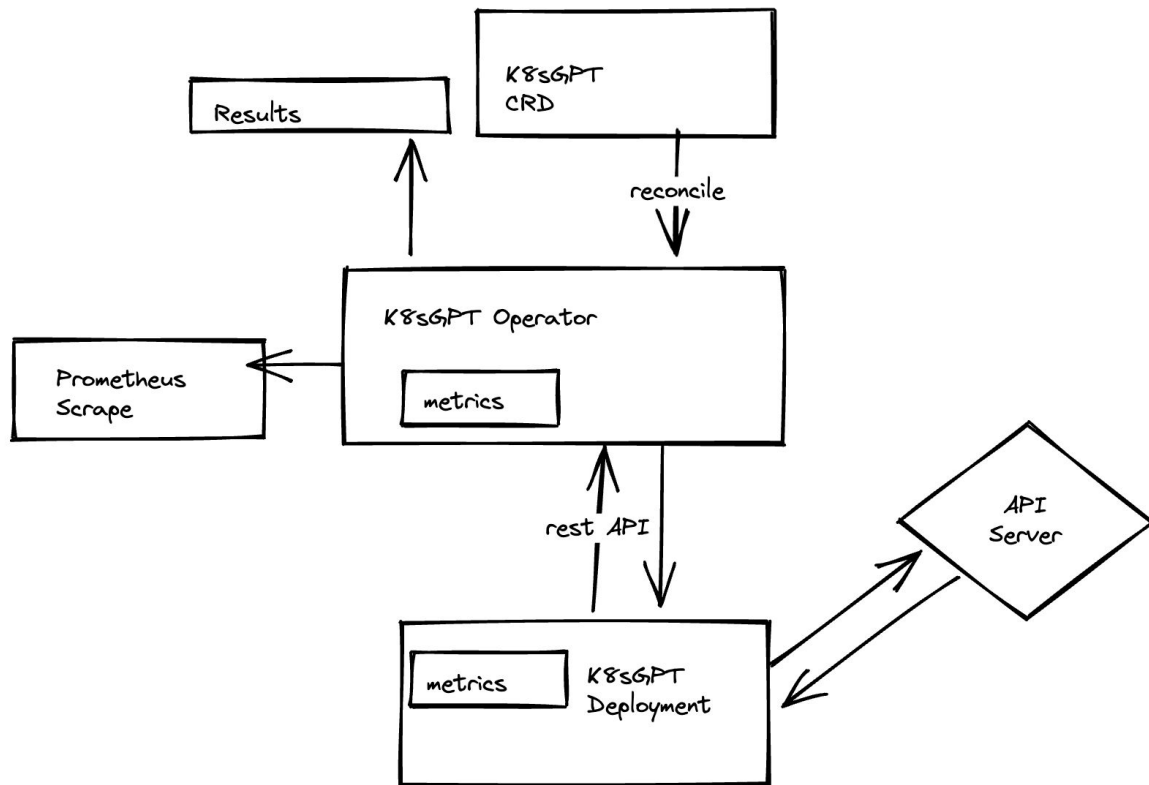 K8sGPT
CRD
Results
reconcile
K8sGPT Operator
metrics
Prometheus
Scrape
rest API
API
Server
metrics
K8sGPT
Deployment